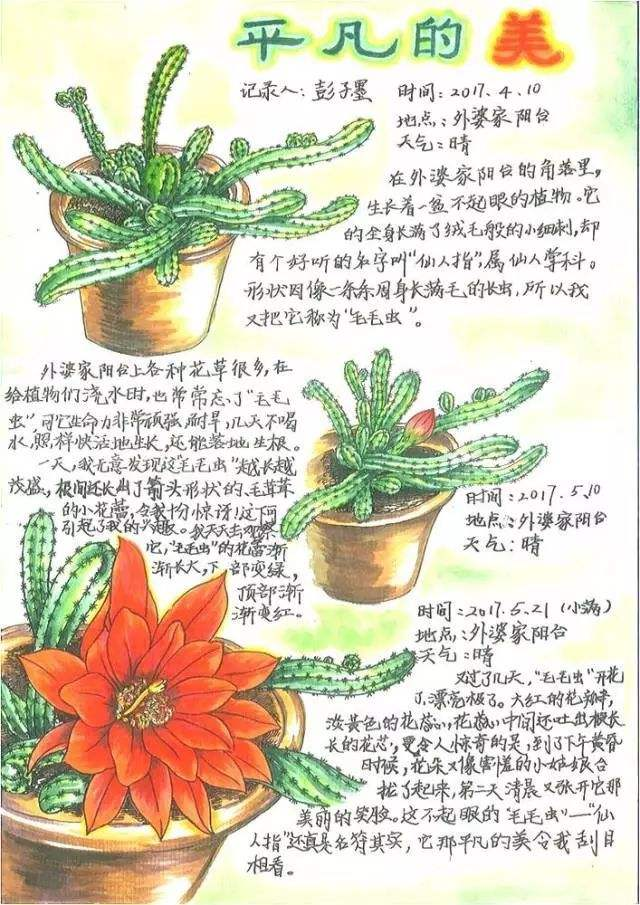 平凡的美
记录人:彭子墨
时间:2017.4.10
地点:外婆家阳台
天气:晴
在外婆家阳台的角落里,
生长着一盆不起眼的植物。它
的全身长满了绒毛般的小细刺,却
有个好听的名字叫“仙人指”,属仙人掌科。
形状因像一条条周身长满毛的长虫,所以我
又把它称为“毛毛虫”。
外婆家阳台上各种花草很多,在
给植物们浇水时,也常常忘了“毛毛
虫”,可它生命力非常顽强,耐旱,几天不喝
水,照样快活地生长,还能落地生根。
一天,我无意发现这“毛毛虫”越长越
茂盛,根间还长出了箭头形状的、毛茸茸
的小花蕾,令我十分惊讶!这下可
引起了我的兴趣。我天天去观察
它,“毛毛虫”的花蕾渐
渐长大,下部变绿,
顶部渐
渐变红。
时间:2017.5.10
地点:外婆家阳台
天气:晴
时间:2017.5.21(小满)
地点:外婆家阳台
天气:晴
又过了几天,“毛毛虫”开花
了,漂亮极了。大红的花瓣,
淡黄色的花蕊,花蕊中间还吐出根长
长的花芯,更令人惊奇的是,到了下午黄昏
时候,花朵又像害羞的小姑娘合
拢了起来,第二天清晨又张开它那
美丽的笑脸。这不起眼的“毛毛虫”—“仙
人指”还真是名符其实,它那平凡的美令我刮目
相看。